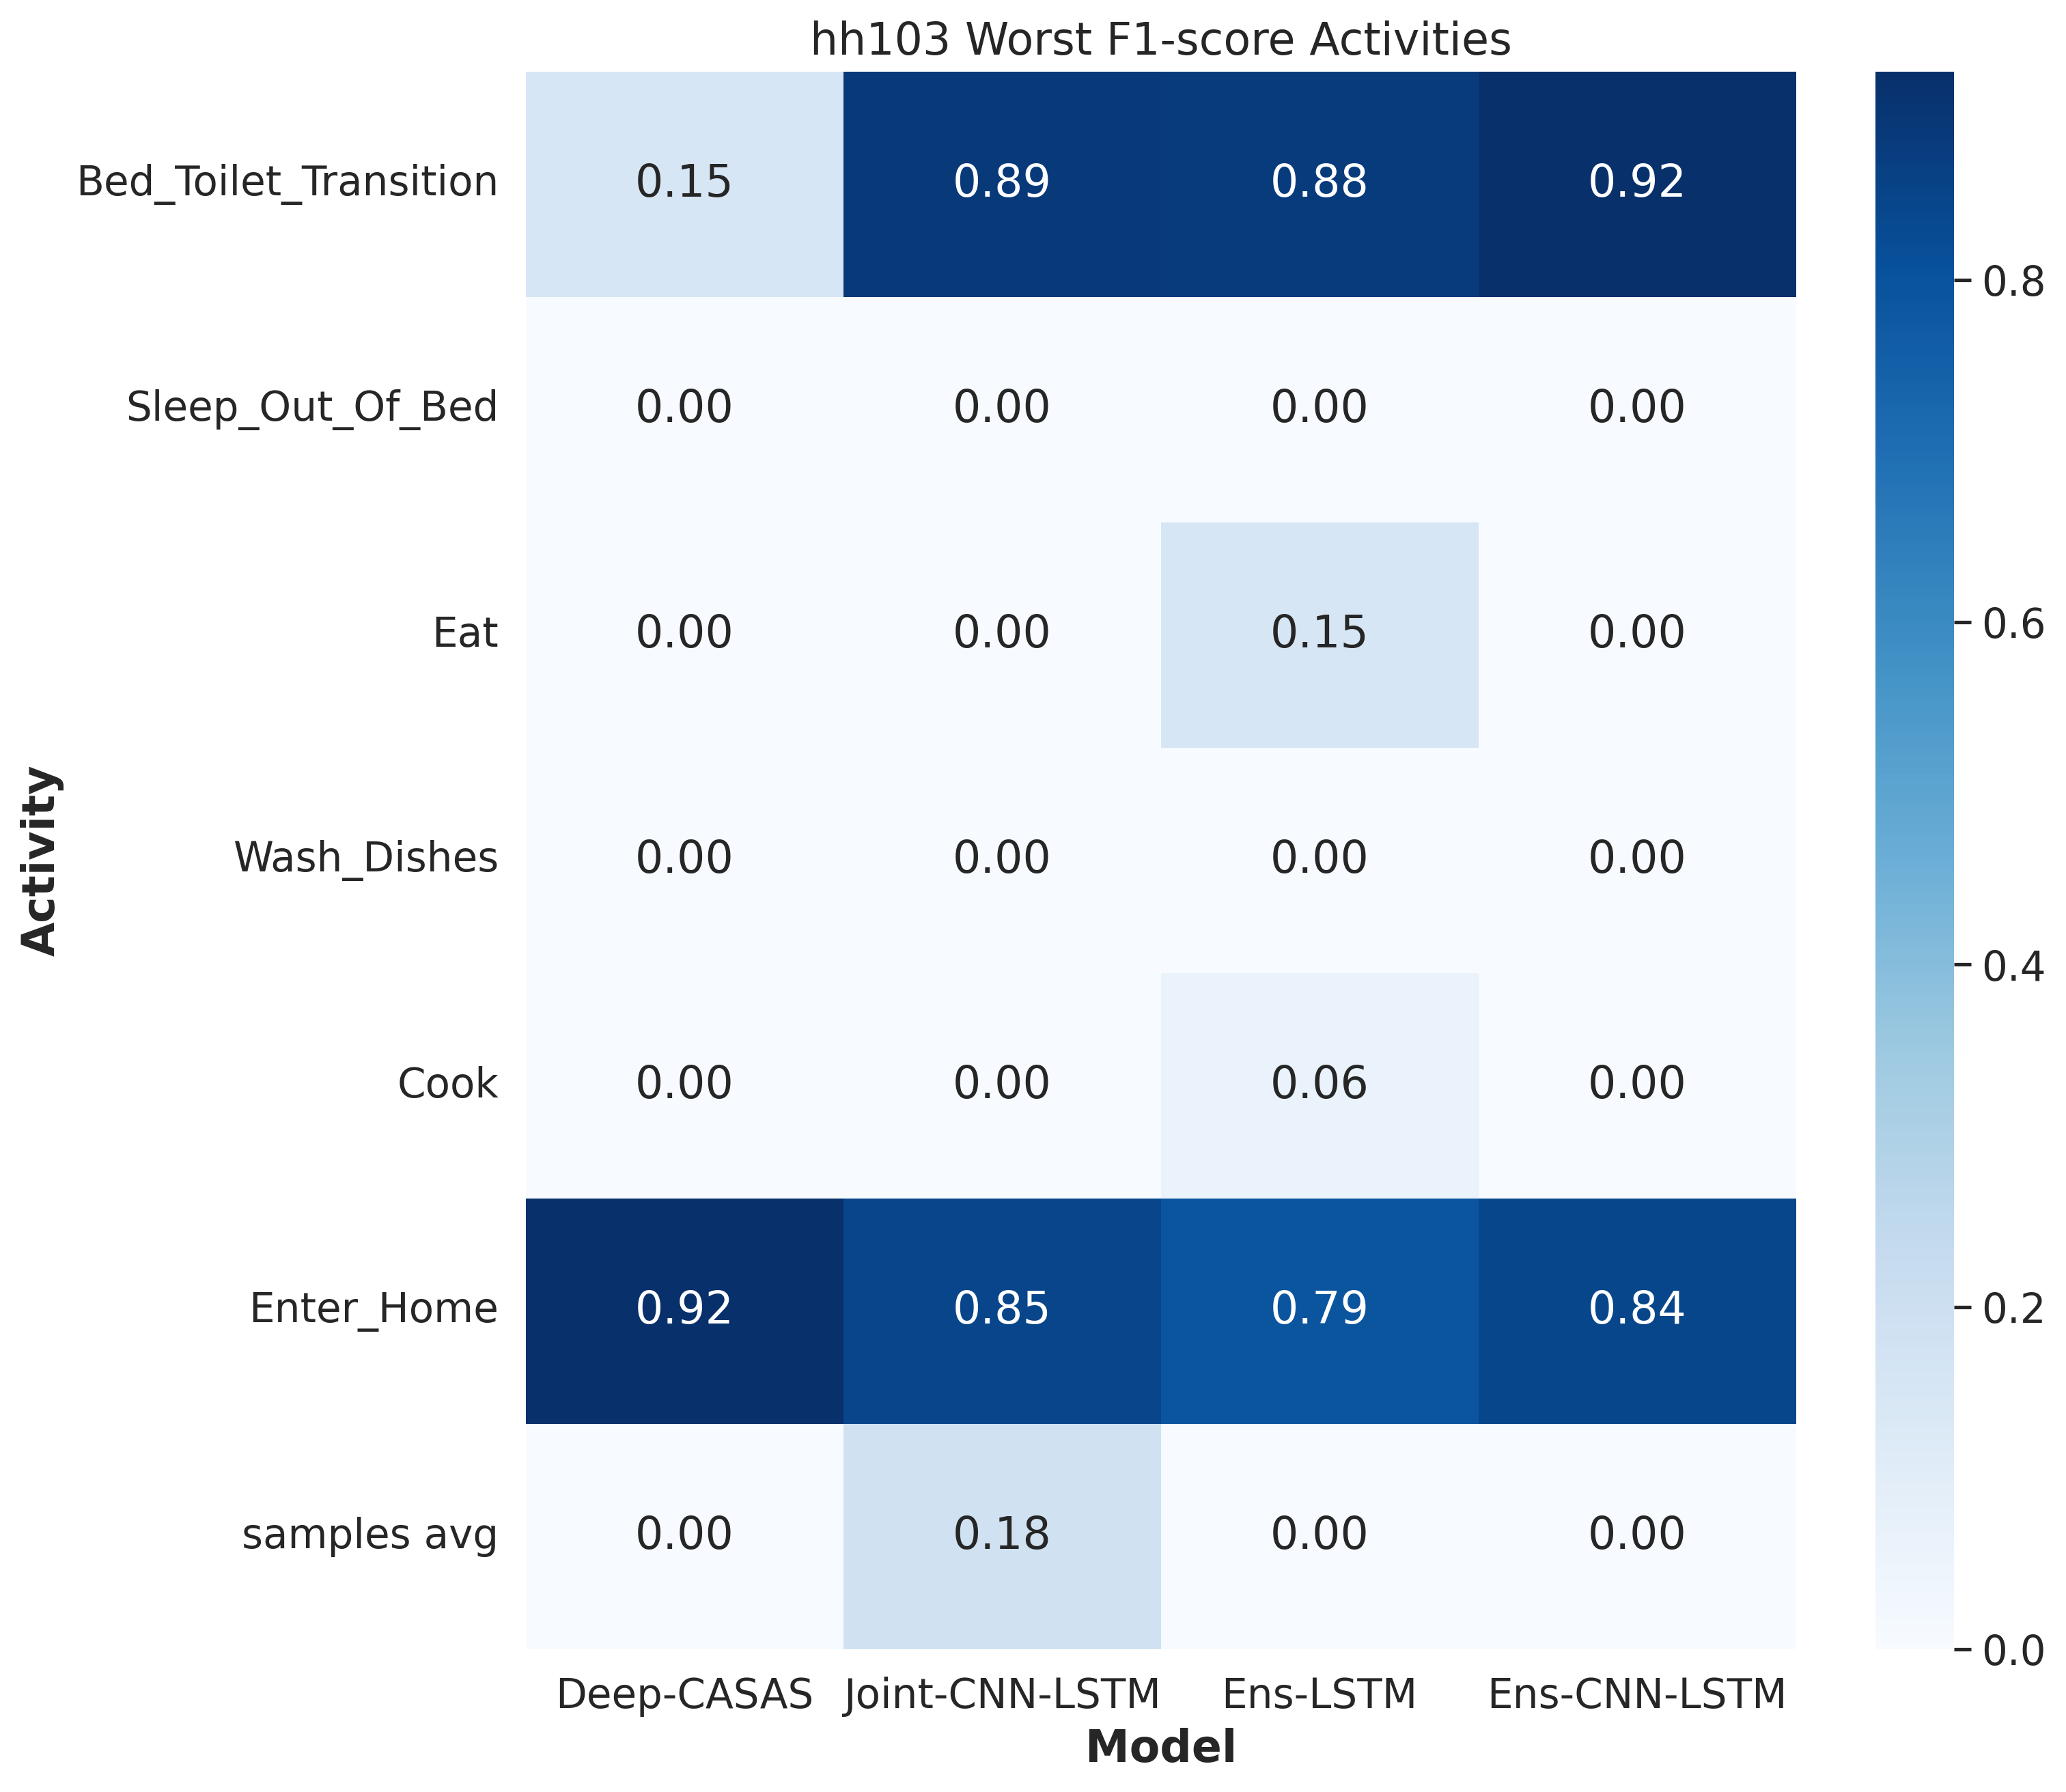 hh103 Worst F1-score Activities
Bed_Toilet_Transition 0.15 0.89 0.88 0.92
0.8
Sleep_Out_Of_Bed 0.00 0.00 0.00 0.00
Eat 0.00 0.00 0.15 0.00
0.6
Activity
Wash_Dishes 0.00 0.00 0.00 0.00
0.4
Cook 0.00 0.00 0.06 0.00
Enter_Home 0.92 0.85 0.79 0.84
0.2
samples avg 0.00 0.18 0.00 0.00
0.0
Deep-CASAS Joint-CNN-LSTM Ens-LSTM Ens-CNN-LSTM
Model